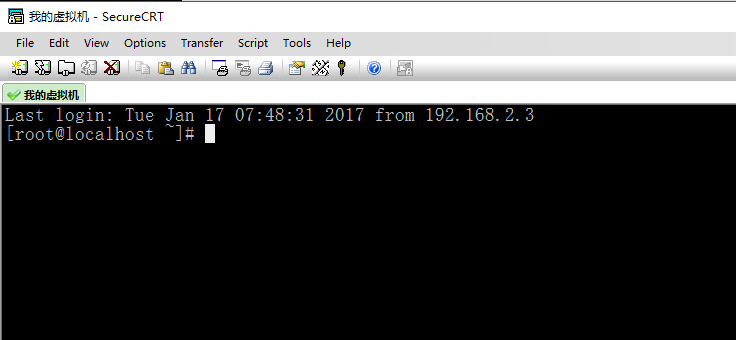 我的虚拟机 - SecureCRT
File Edit View Options Transfer Script Tools Help
我的虚拟机
Last login: Tue Jan 17 07:48:31 2017 from 192.168.2.3
[root@localhost ~]#